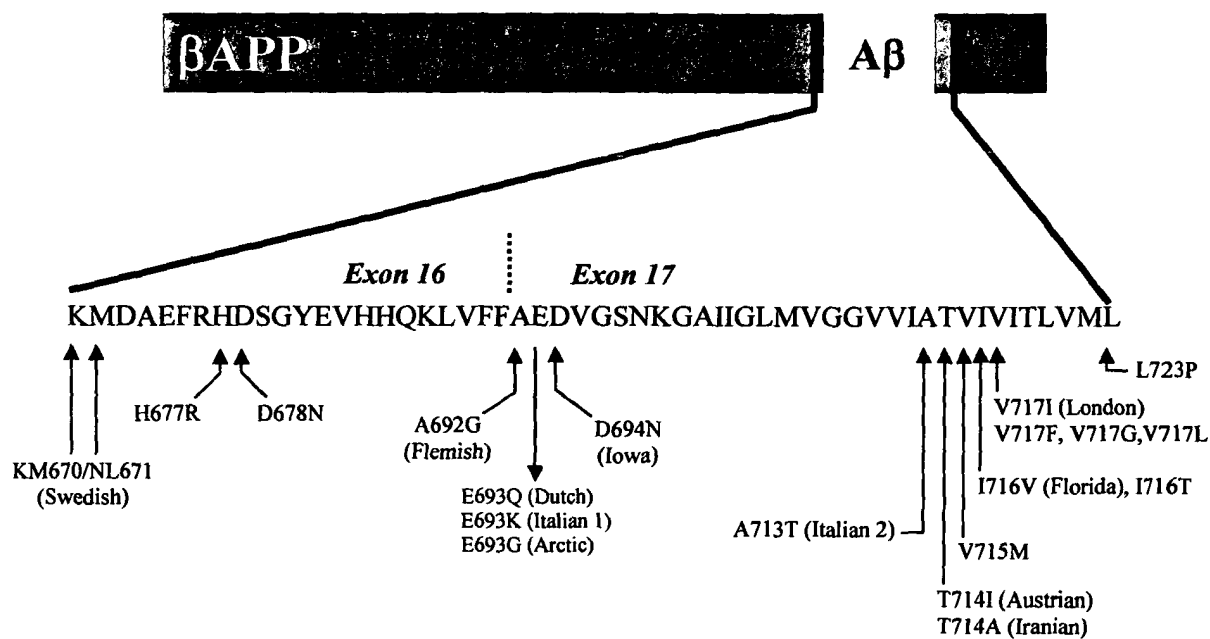 βAPP
Aβ
Exon 16
Exon 17
KMDAEFRHDSGYEVHHQKLVFFAEDVGSNKGAIIGLMVGGVVIATVIVITLVML
L723P
H677R
D678N
A692G
(Flemish)
D694N
(Iowa)
V717I (London)
V717F, V717G,V717L
KM670/NL671
(Swedish)
E693Q (Dutch)
E693K (Italian 1)
E693G (Arctic)
I716V (Florida), I716T
A713T (Italian 2)
V715M
T714I (Austrian)
T714A (Iranian)